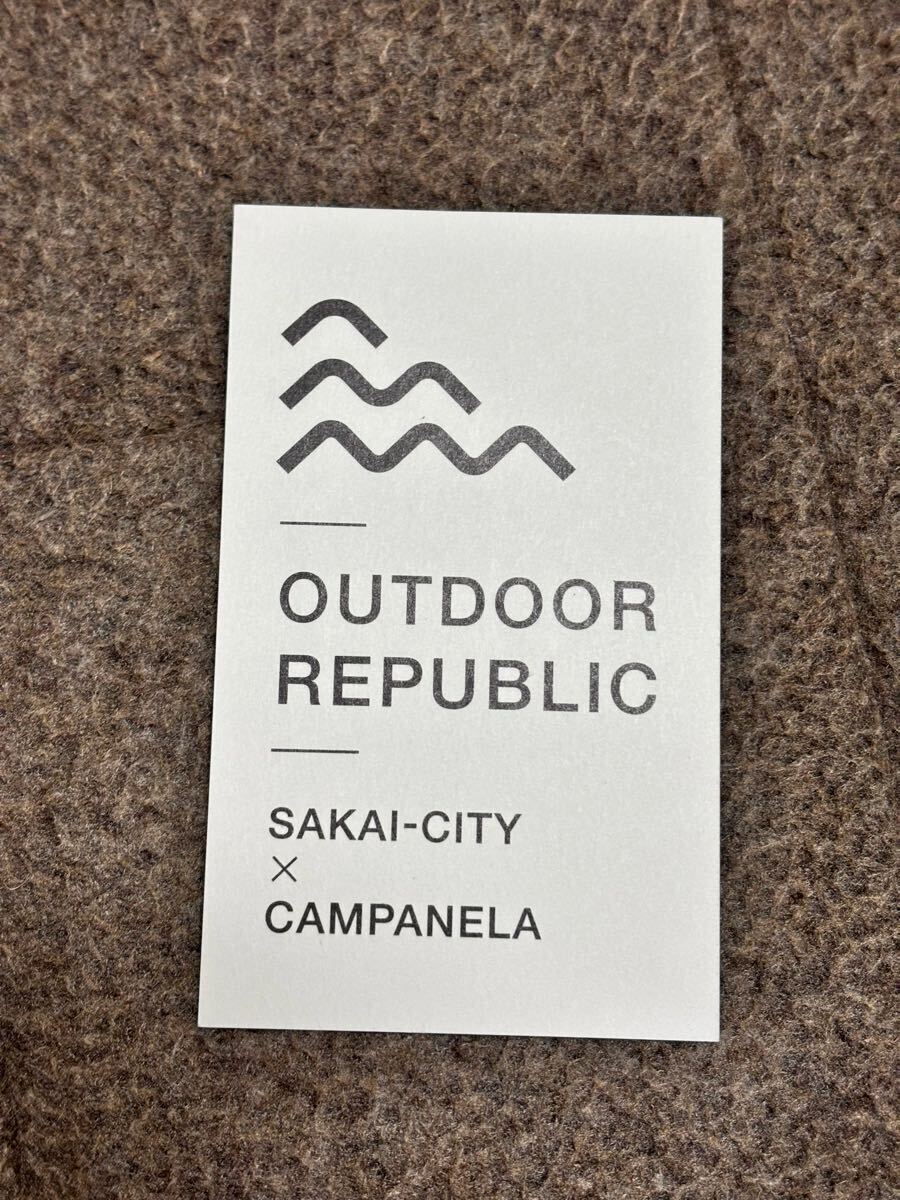 OUTDOOR
REPUBLIC
SAKAI-CITY
×
CAMPANELA